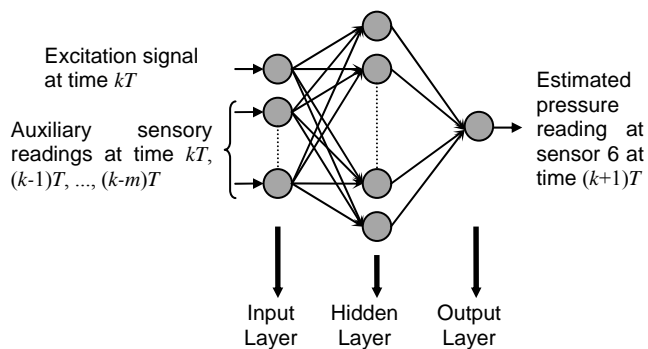 Excitation signal
at time kT
Auxiliary sensory
readings at time kT,
(k-1)T, ..., (k-m)T
Estimated
pressure
reading at
sensor 6 at
time (k+1)T
Input
Layer
Hidden
Layer
Output
Layer